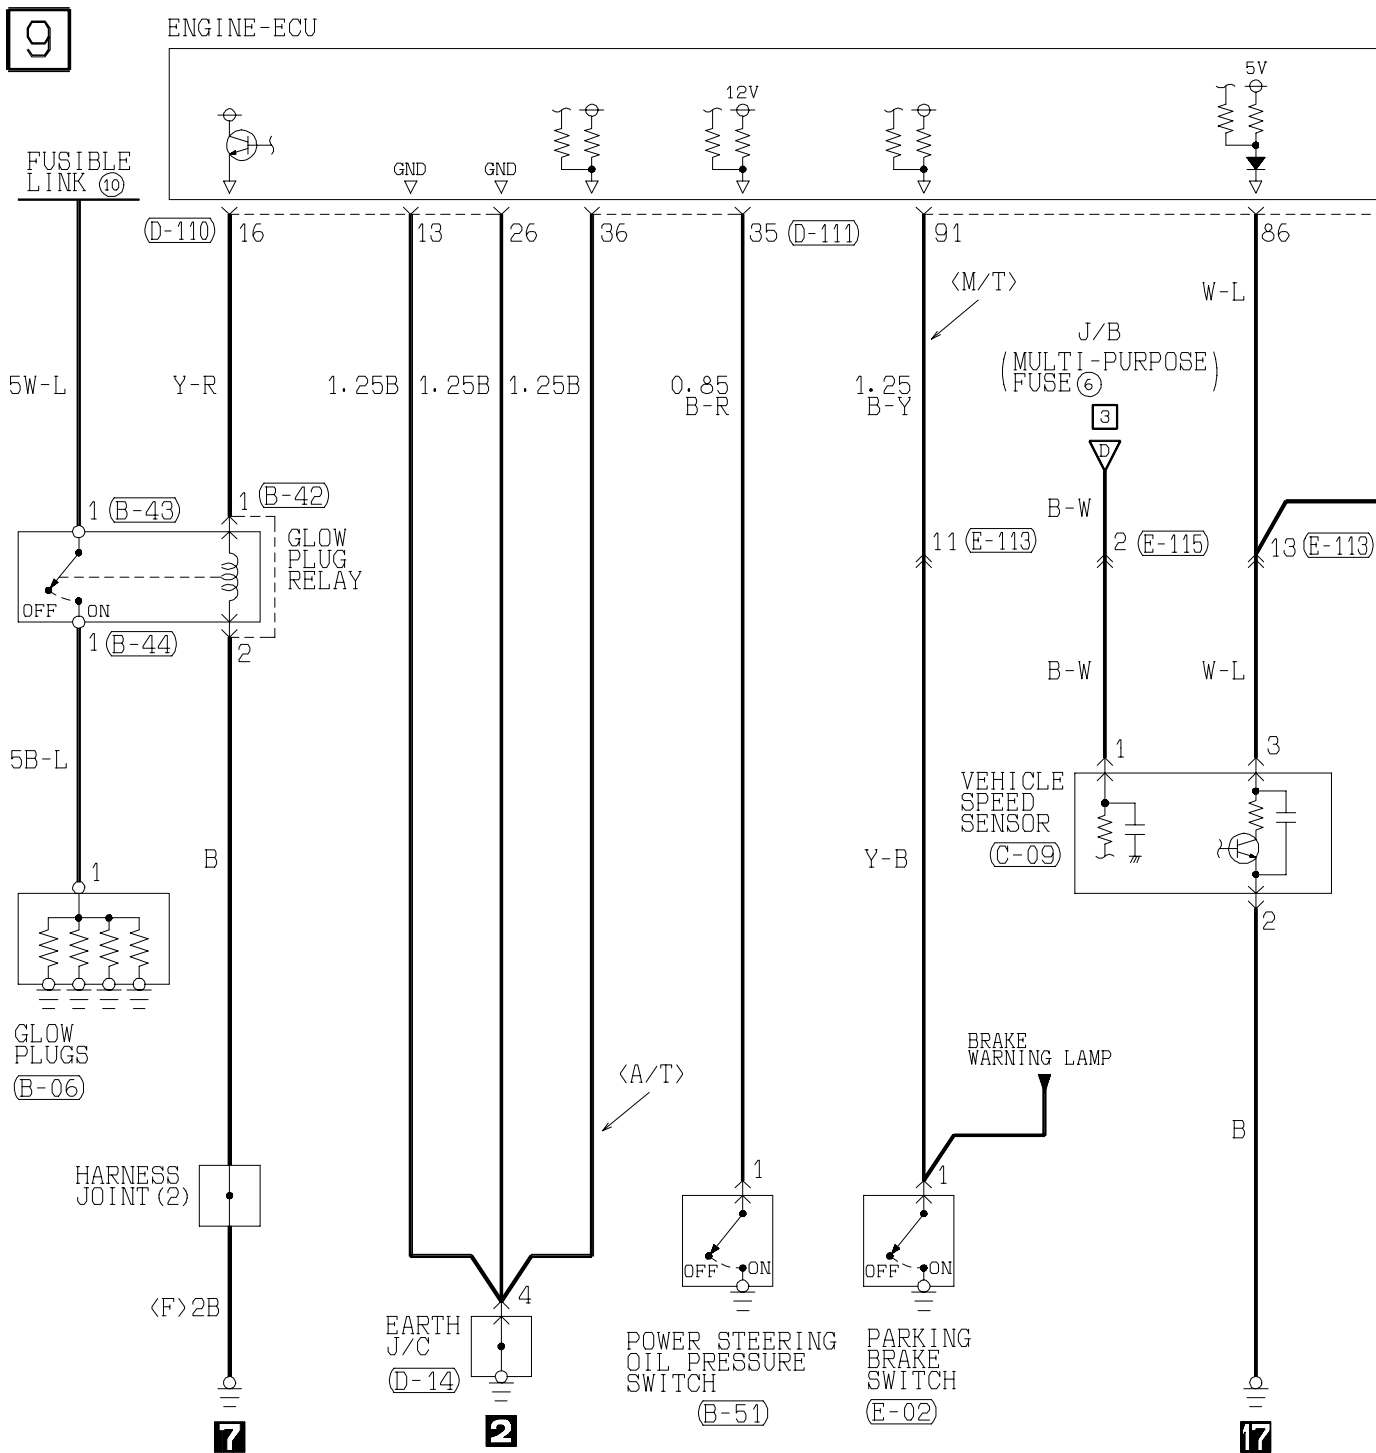 9
ENGINE-ECU
5V
12V
FUSIBLE
LINK ⑩
GND
GND
(D-110) 16
13
26
36
35 (D-111)
91
86
<M/T>
W-L
J/B
(MULTI-PURPOSE)
FUSE ⑥
5W-L
Y-R
1.25B
1.25B
1.25B
0.85
B-R
1.25
B-Y
3
D
1 (B-43)
1 (B-42)
B-W
GLOW
PLUG
RELAY
11 (E-113)
2 (E-115)
13 (E-113)
OFF
ON
1 (B-44)
2
B-W
W-L
5B-L
1
3
VEHICLE
SPEED
SENSOR
(C-09)
B
Y-B
1
2
GLOW
PLUGS
(B-06)
BRAKE
WARNING LAMP
<A/T>
B
HARNESS
JOINT (2)
1
1
OFF
ON
OFF
ON
<F>2B
4
EARTH
J/C
(D-14)
POWER STEERING
OIL PRESSURE
SWITCH
(B-51)
PARKING
BRAKE
SWITCH
(E-02)
7
2
17